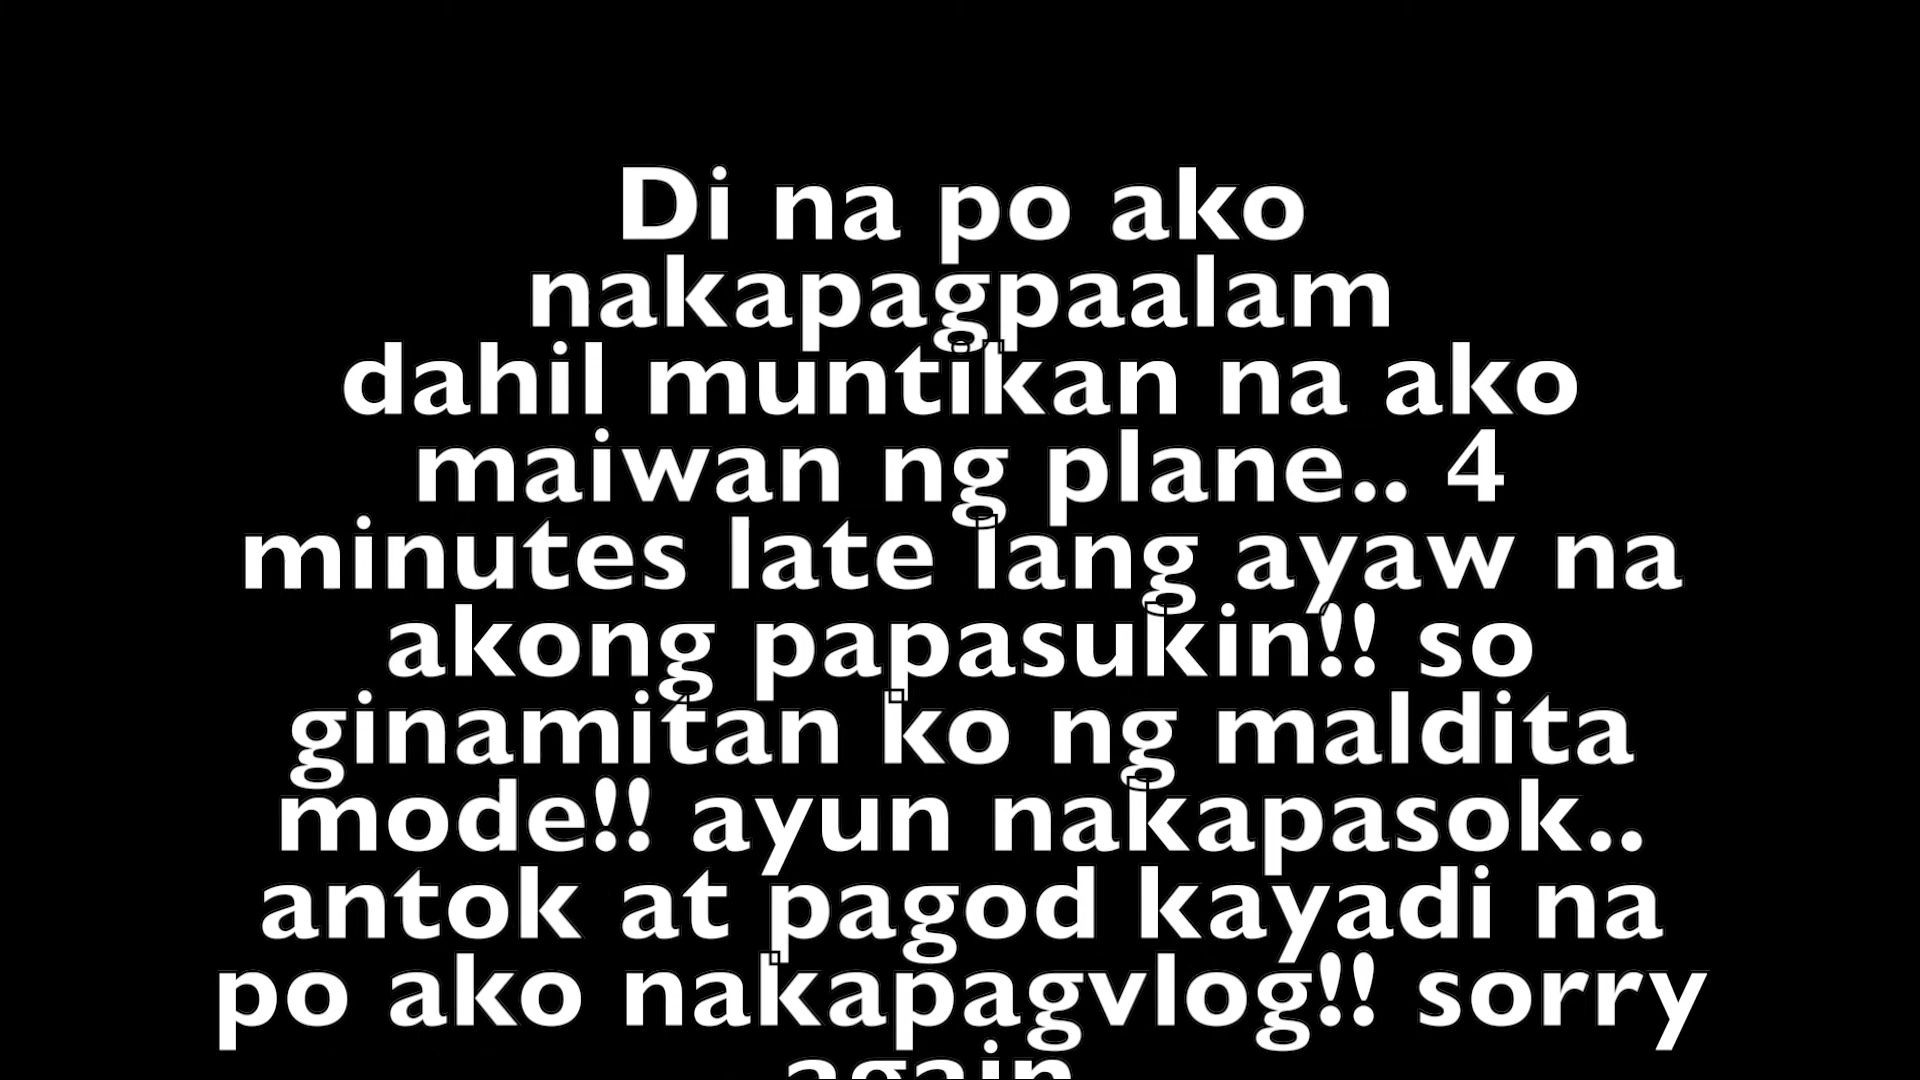 Di na po ako
nakapagpaalam
dahil muntikan na ako
maiwan ng plane.. 4
minutes late lang ayaw na
akong papasukin!! so
ginamitan ko ng maldita
mode!! ayun nakapasok..
antok at pagod kayadi na
po ako nakapagvlog!! sorry
again